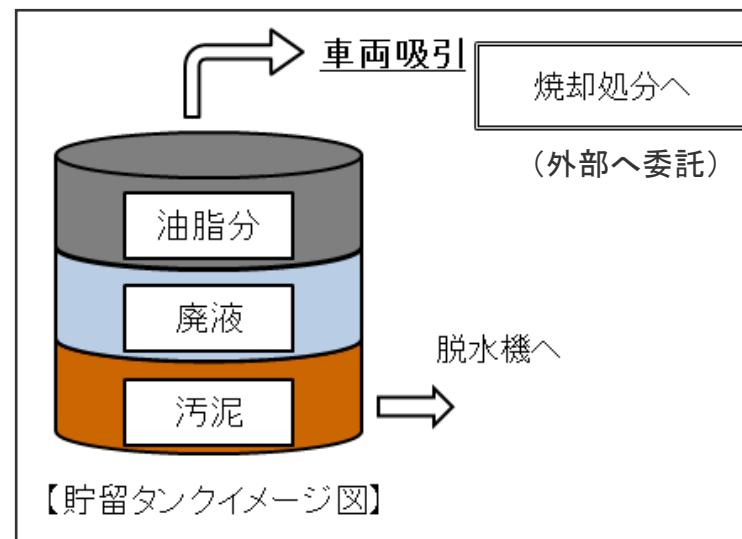 車両吸引
焼却処分へ
（外部へ委託）
油脂分
廃液
脱水機へ
汚泥
【貯留タンクイメージ図】